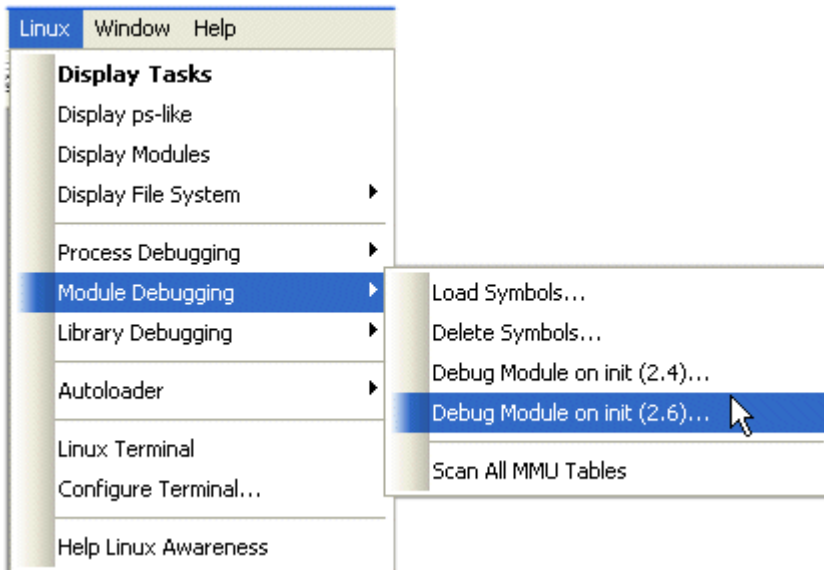 Linux Window Help
Display Tasks
Display ps-like
Display Modules
Display File System
Process Debugging
Module Debugging
Library Debugging
Autoloader
Linux Terminal
Configure Terminal...
Help Linux Awareness
Load Symbols...
Delete Symbols...
Debug Module on init (2.4)...
Debug Module on init (2.6)...
Scan All MMU Tables